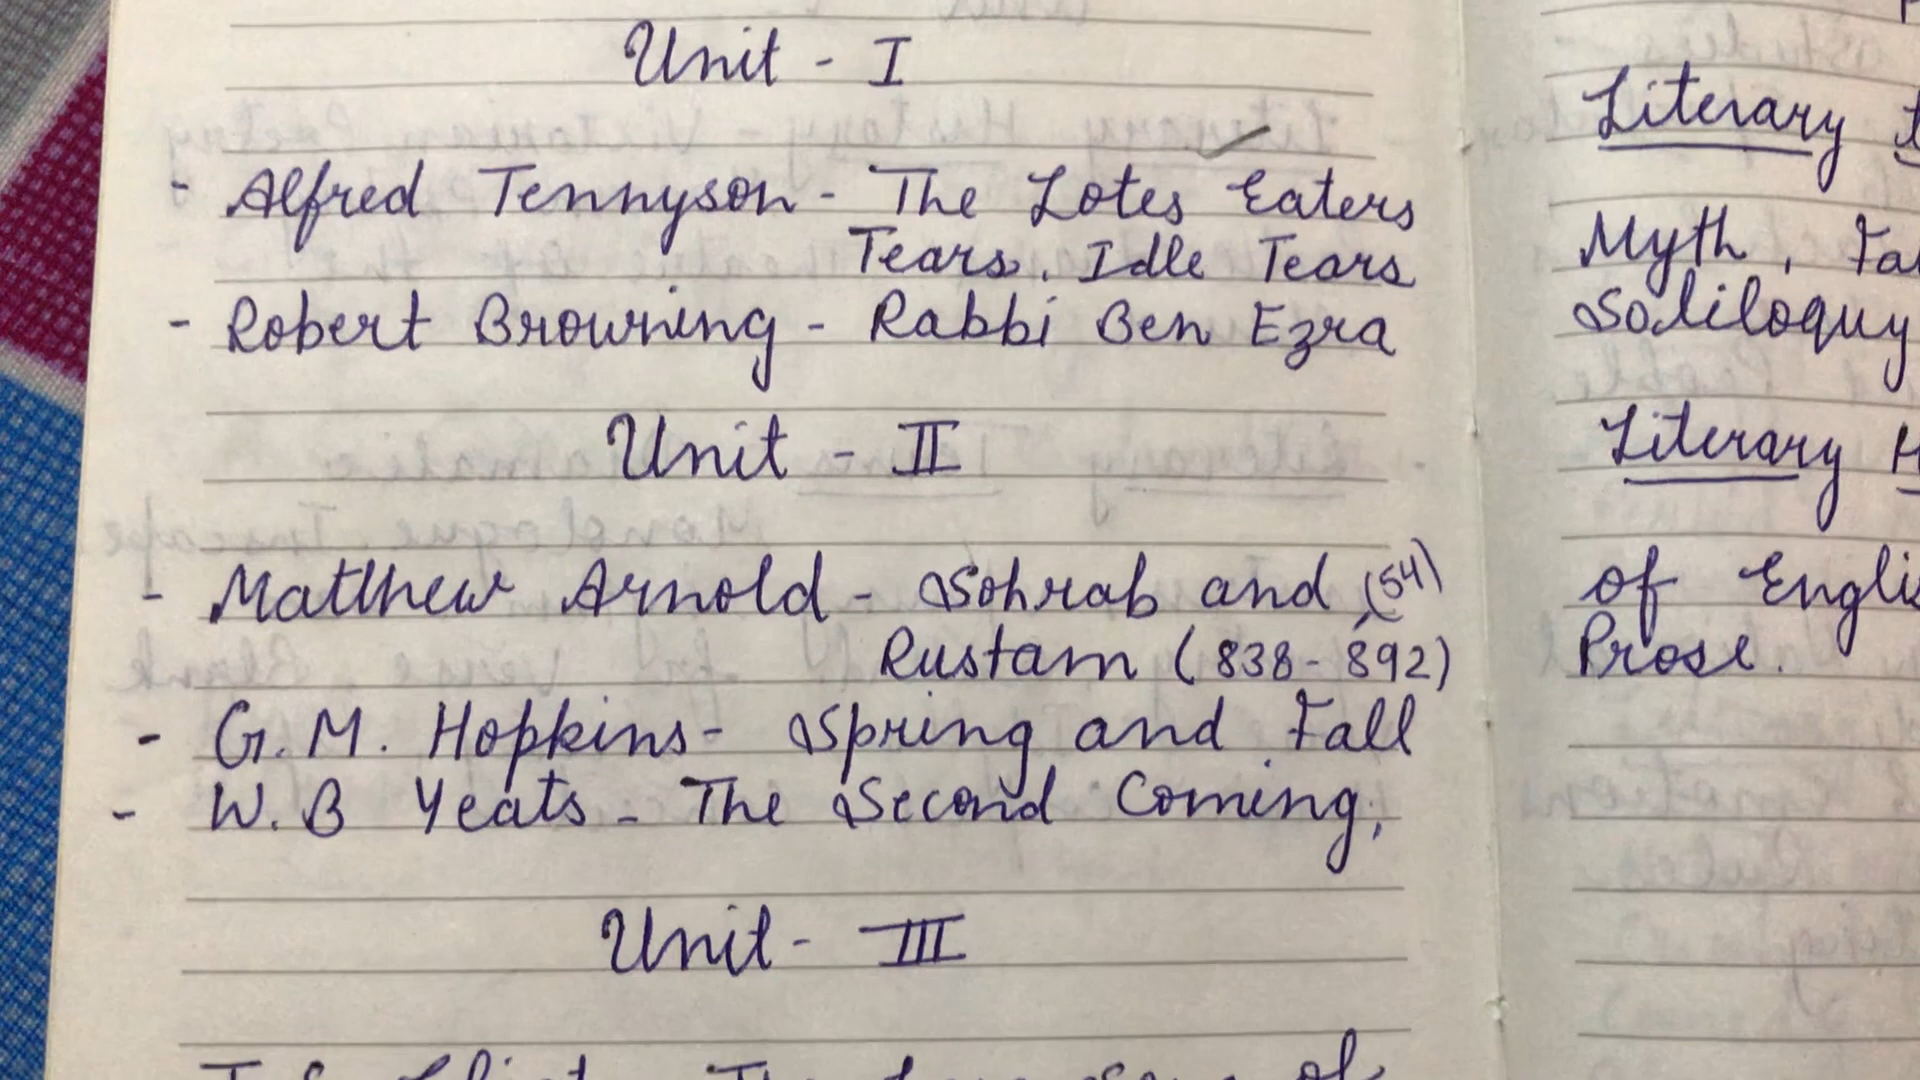 Unit - I
- Alfred Tennyson - The Lotes Eaters
Tears, Idle Tears
- Robert Browning - Rabbi Ben Ezra
Unit - II
- Matthew Arnold - Sohrab and (54)
Rustam (838 - 892)
- G. M. Hopkins - Spring and Fall
- W. B Yeats - The Second Coming,
Unit - III
Literary
Myth,
Soliloquy
Literary
of
Prose.